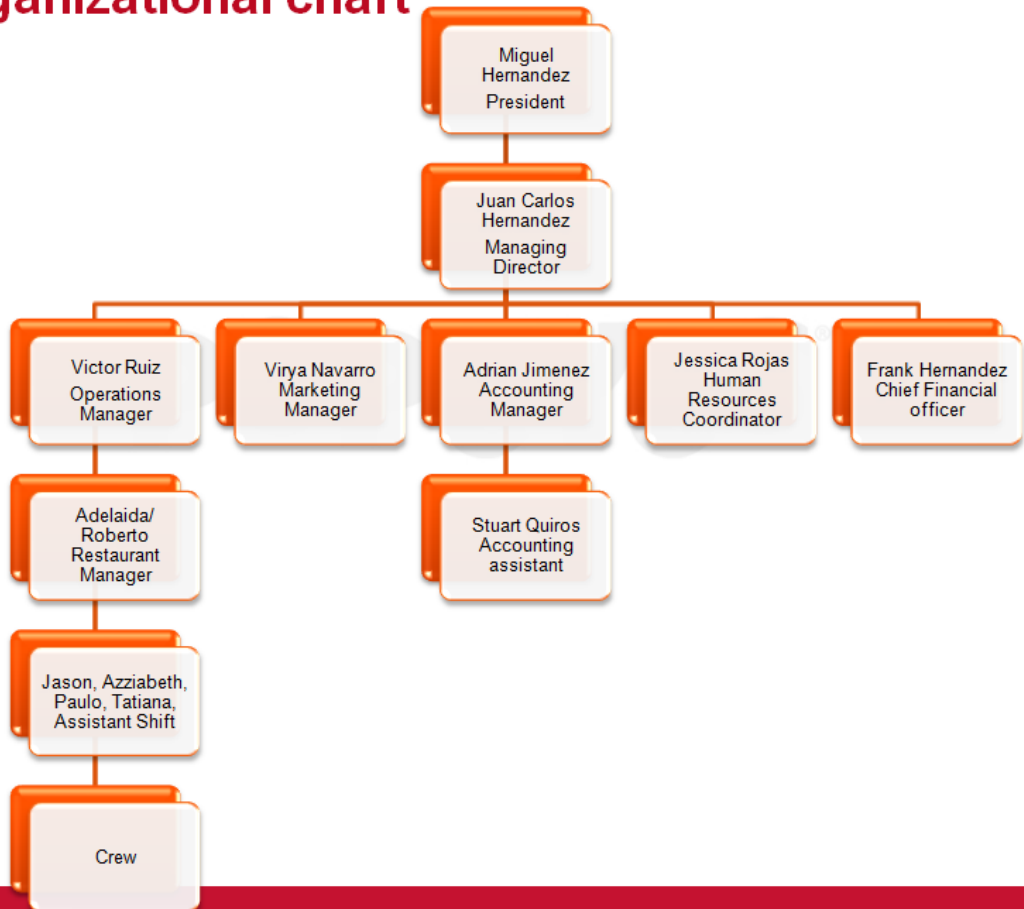 ganizational chart
Miguel
Hernandez
President
Juan Carlos
Hernandez
Managing
Director
Victor Ruiz
Operations
Manager
Virya Navarro
Marketing
Manager
Adrian Jimenez
Accounting
Manager
Jessica Rojas
Human
Resources
Coordinator
Frank Hernandez
Chief Financial
officer
Adelaida/
Roberto
Restaurant
Manager
Stuart Quiros
Accounting
assistant
Jason, Azziabeth,
Paulo, Tatiana,
Assistant Shift
Crew